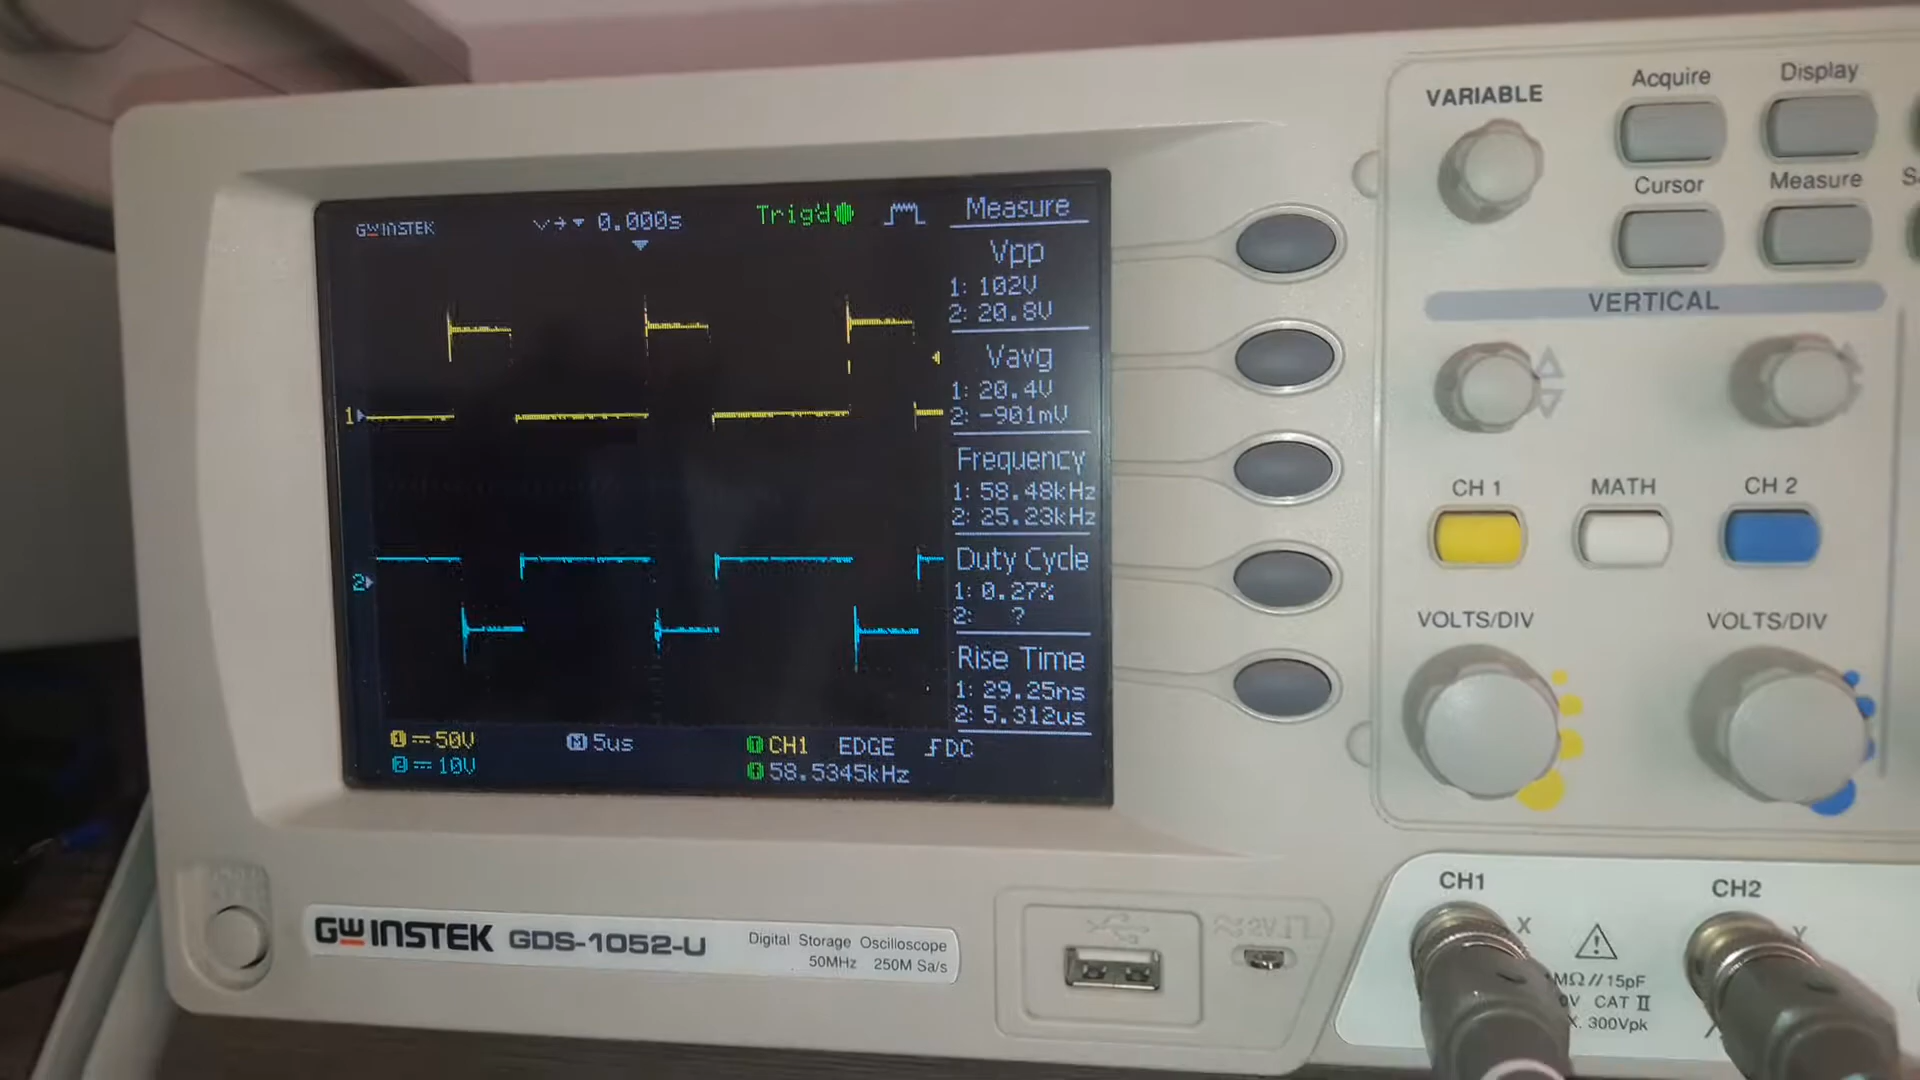 GWINSTEK
0.000s
Trig'd
Measure
Vpp
1: 102V
2: 20.8V
Vavg
1: 20.4V
2: -901mV
Frequency
1: 58.48kHz
2: 25.23kHz
Duty Cycle
1: 0.27%
2: ?
Rise Time
1: 29.25ns
2: 5.312us
1
2
1 50V
M 5us
T CH1 EDGE DC
2 10V
58.5345kHz
VARIABLE
Acquire
Display
Cursor
Measure
VERTICAL
CH 1
MATH
CH 2
VOLTS/DIV
VOLTS/DIV
GWINSTEK GDS-1052-U
Digital Storage Oscilloscope
50MHz 250M Sa/s
CH1
CH2
X
Y
MΩ//15pF
CAT II
300Vpk